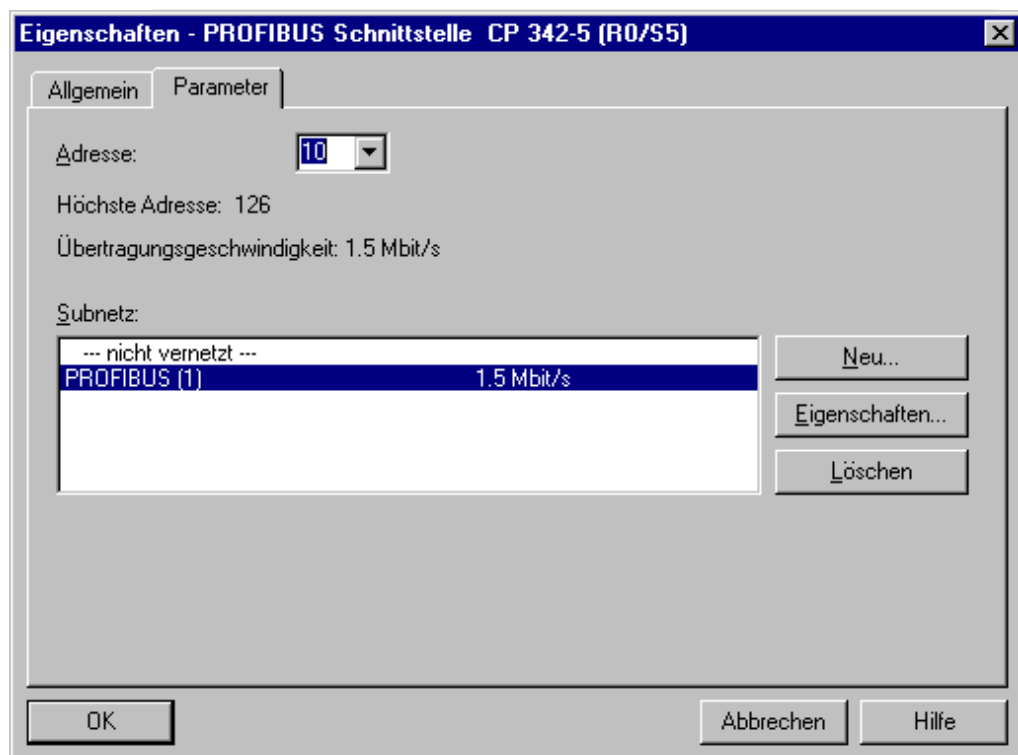 Eigenschaften - PROFIBUS Schnittstelle CP 342-5 (R0/S5)
Allgemein Parameter
Adresse: 10
Höchste Adresse: 126
Übertragungsgeschwindigkeit: 1.5 Mbit/s
Subnetz:
--- nicht vernetzt ---
PROFIBUS (1) 1.5 Mbit/s
Neu...
Eigenschaften...
Löschen
OK Abbrechen Hilfe